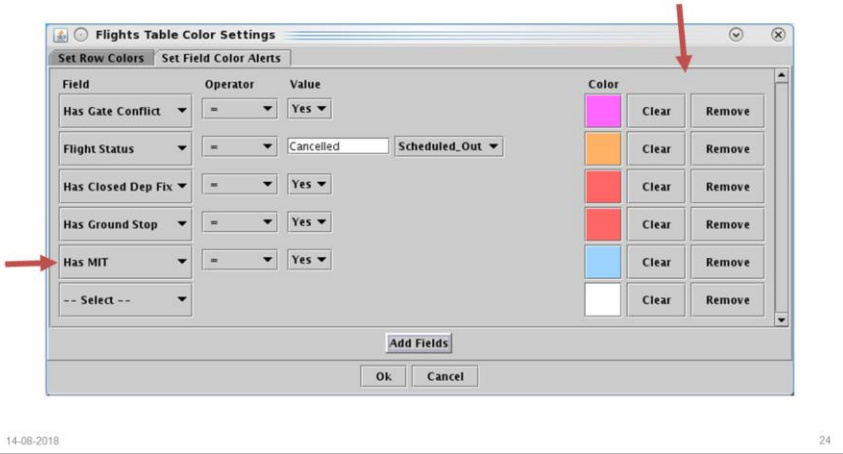 Flights Table Color Settings
Set Row Colors Set Field Color Alerts
Field Operator Value Color
Has Gate Conflict = Yes Clear Remove
Flight Status = Cancelled Scheduled_Out Clear Remove
Has Closed Dep Fix = Yes Clear Remove
Has Ground Stop = Yes Clear Remove
Has MIT = Yes Clear Remove
-- Select -- Clear Remove
Add Fields
Ok Cancel
14-08-2018 24